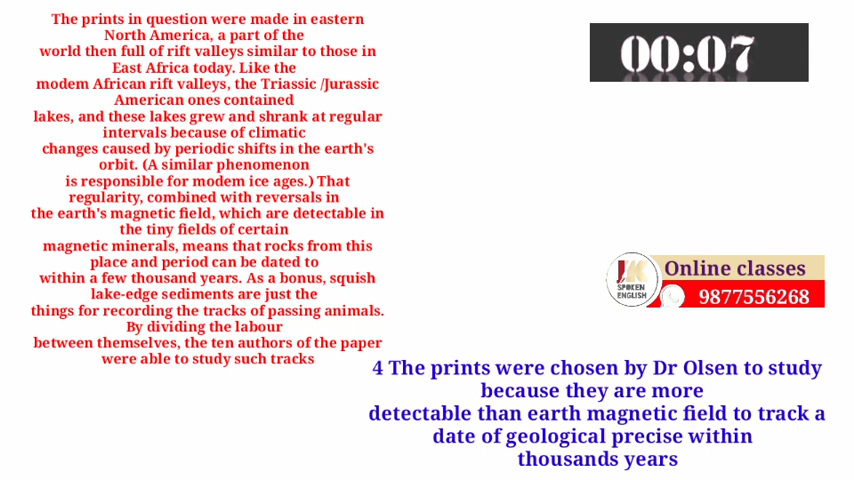 The prints in question were made in eastern
North America, a part of the
world then full of rift valleys similar to those in
East Africa today. Like the
modem African rift valleys, the Triassic /Jurassic
American ones contained
lakes, and these lakes grew and shrank at regular
intervals because of climatic
changes caused by periodic shifts in the earth's
orbit. (A similar phenomenon
is responsible for modem ice ages.) That
regularity, combined with reversals in
the earth's magnetic field, which are detectable in
the tiny fields of certain
magnetic minerals, means that rocks from this
place and period can be dated to
within a few thousand years. As a bonus, squish
lake-edge sediments are just the
things for recording the tracks of passing animals.
By dividing the labour
between themselves, the ten authors of the paper
were able to study such tracks
00:07
JK
SPOKEN
ENGLISH
Online classes
9877556268
4 The prints were chosen by Dr Olsen to study
because they are more
detectable than earth magnetic field to track a
date of geological precise within
thousands years